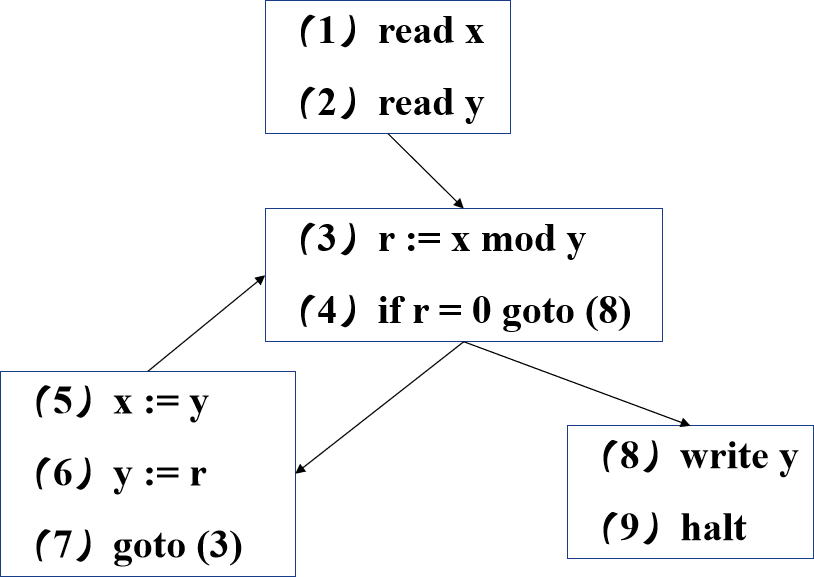 （1）read x
（2）read y
（3）r := x mod y
（4）if r = 0 goto (8)
（5）x := y
（6）y := r
（7）goto (3)
（8）write y
（9）halt